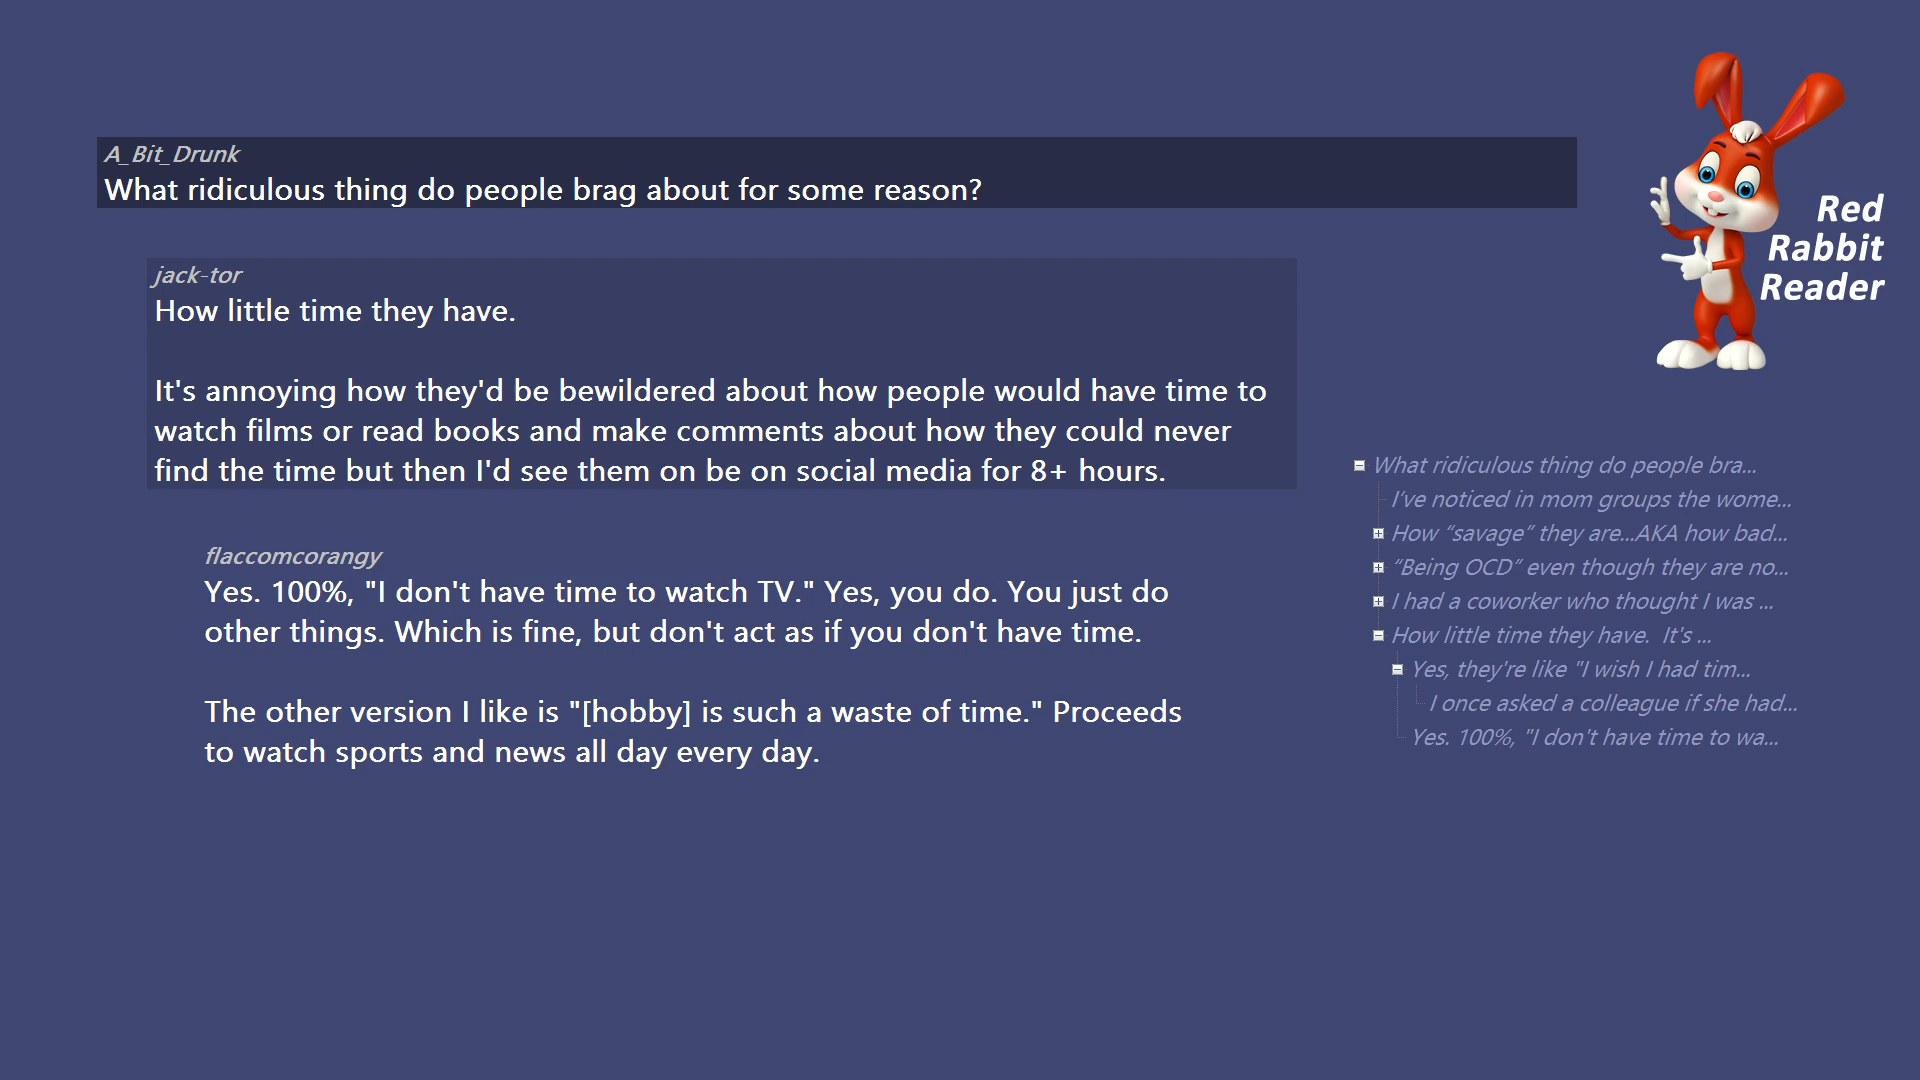 A_Bit_Drunk
What ridiculous thing do people brag about for some reason?
jack-tor
How little time they have.
It's annoying how they'd be bewildered about how people would have time to
watch films or read books and make comments about how they could never
find the time but then I'd see them on be on social media for 8+ hours.
flaccomcorangy
Yes. 100%, "I don't have time to watch TV." Yes, you do. You just do
other things. Which is fine, but don't act as if you don't have time.
The other version I like is "[hobby] is such a waste of time." Proceeds
to watch sports and news all day every day.
Red
Rabbit
Reader
What ridiculous thing do people bra...
I’ve noticed in mom groups the wome...
How “savage” they are...AKA how bad...
“Being OCD” even though they are no...
I had a coworker who thought I was ...
How little time they have.  It's ...
Yes, they're like "I wish I had tim...
I once asked a colleague if she had...
Yes. 100%, "I don't have time to wa...